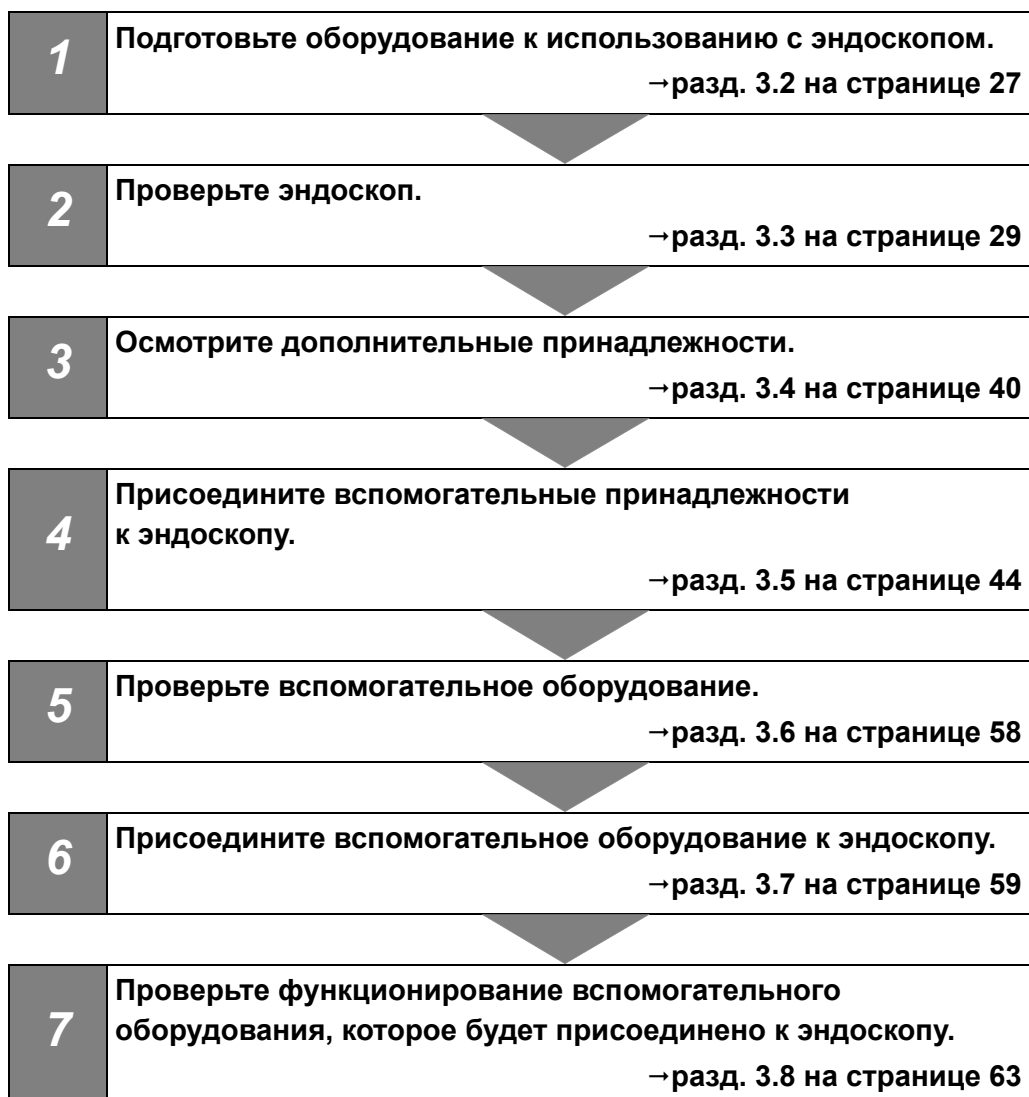 1
Подготовьте оборудование к использованию с эндоскопом.
→разд. 3.2 на странице 27
2
Проверьте эндоскоп.
→разд. 3.3 на странице 29
3
Осмотрите дополнительные принадлежности.
→разд. 3.4 на странице 40
4
Присоедините вспомогательные принадлежности
к эндоскопу.
→разд. 3.5 на странице 44
5
Проверьте вспомогательное оборудование.
→разд. 3.6 на странице 58
6
Присоедините вспомогательное оборудование к эндоскопу.
→разд. 3.7 на странице 59
7
Проверьте функционирование вспомогательного
оборудования, которое будет присоединено к эндоскопу.
→разд. 3.8 на странице 63